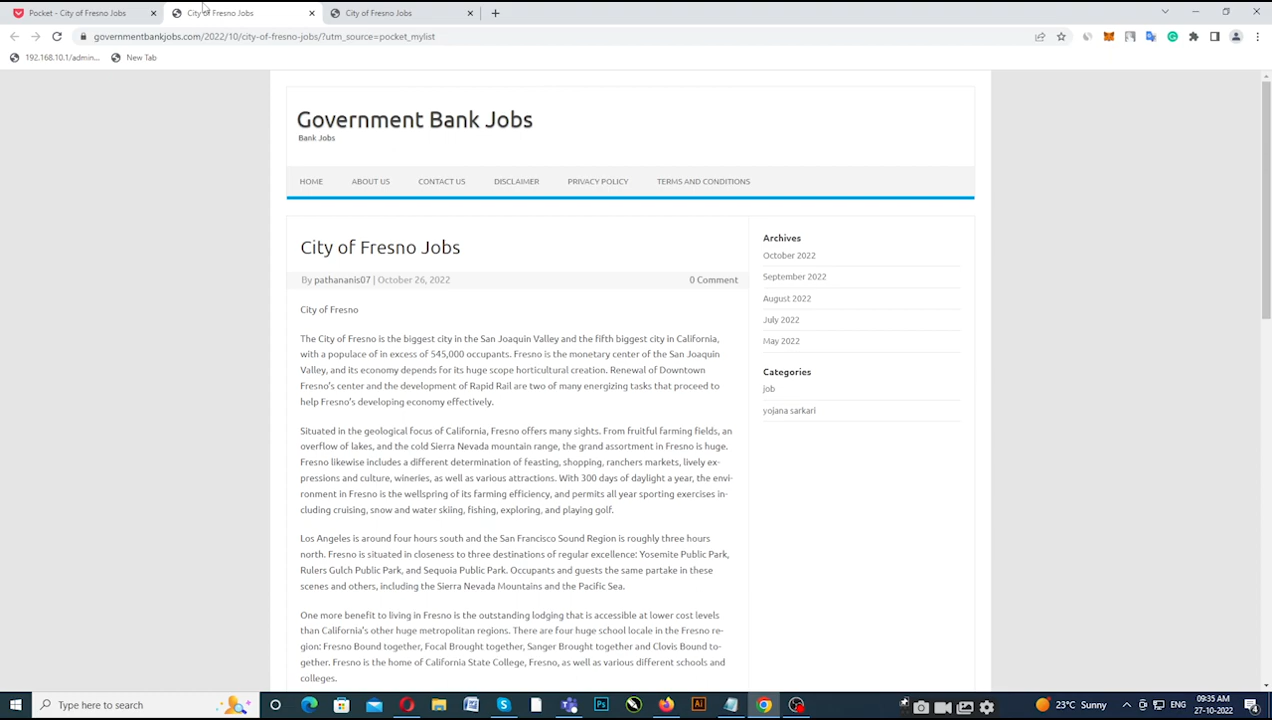 Pocket - City of Fresno Jobs
City of Fresno Jobs
City of Fresno Jobs
governmentbankjobs.com/2022/10/city-of-fresno-jobs/?utm_source=pocket_mylist
192.168.10.1/admin...
New Tab
Government Bank Jobs
Bank Jobs
HOME ABOUT US CONTACT US DISCLAIMER PRIVACY POLICY TERMS AND CONDITIONS
City of Fresno Jobs
By pathananis07 | October 26, 2022 0 Comment
City of Fresno
The City of Fresno is the biggest city in the San Joaquin Valley and the fifth biggest city in California,
with a populace of in excess of 545,000 occupants. Fresno is the monetary center of the San Joaquin
Valley, and its economy depends for its huge scope horticultural creation. Renewal of Downtown
Fresno's center and the development of Rapid Rail are two of many energizing tasks that proceed to
help Fresno's developing economy effectively.
Situated in the geological focus of California, Fresno offers many sights. From fruitful farming fields, an
overflow of lakes, and the cold Sierra Nevada mountain range, the grand assortment in Fresno is huge.
Fresno likewise includes a different determination of feasting, shopping, ranchers markets, lively ex-
pressions and culture, wineries, as well as various attractions. With 300 days of daylight a year, the envi-
ronment in Fresno is the wellspring of its farming efficiency, and permits all year sporting exercises in-
cluding cruising, snow and water skiing, fishing, exploring, and playing golf.
Los Angeles is around four hours south and the San Francisco Sound Region is roughly three hours
north. Fresno is situated in closeness to three destinations of regular excellence: Yosemite Public Park,
Rulers Gulch Public Park, and Sequoia Public Park. Occupants and guests the same partake in these
scenes and others, including the Sierra Nevada Mountains and the Pacific Sea.
One more benefit to living in Fresno is the outstanding lodging that is accessible at lower cost levels
than California's other huge metropolitan regions. There are four huge school locale in the Fresno re-
gion: Fresno Bound together, Focal Brought together, Sanger Brought together and Clovis Bound to-
gether. Fresno is the home of California State College, Fresno, as well as various different schools and
colleges.
Archives
October 2022
September 2022
August 2022
July 2022
May 2022
Categories
job
yojana sarkari
Type here to search
23°C Sunny
ENG
09:35 AM
27-10-2022
4